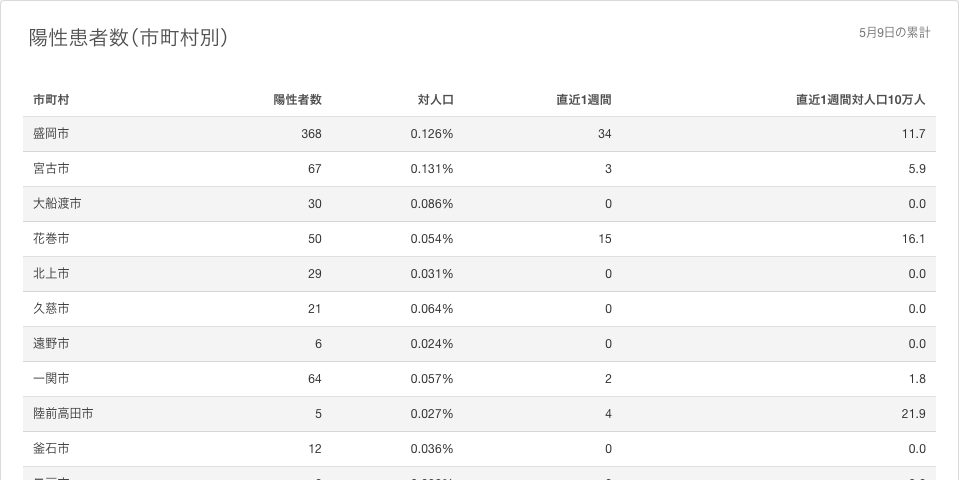 陽性患者数(市町村別)
5月9日の累計
市町村 陽性者数 対人口 直近1週間 直近1週間対人口10万人
盛岡市 368 0.126% 34 11.7
宮古市 67 0.131% 3 5.9
大船渡市 30 0.086% 0 0.0
花巻市 50 0.054% 15 16.1
北上市 29 0.031% 0 0.0
久慈市 21 0.064% 0 0.0
遠野市 6 0.024% 0 0.0
一関市 64 0.057% 2 1.8
陸前高田市 5 0.027% 4 21.9
釜石市 12 0.036% 0 0.0